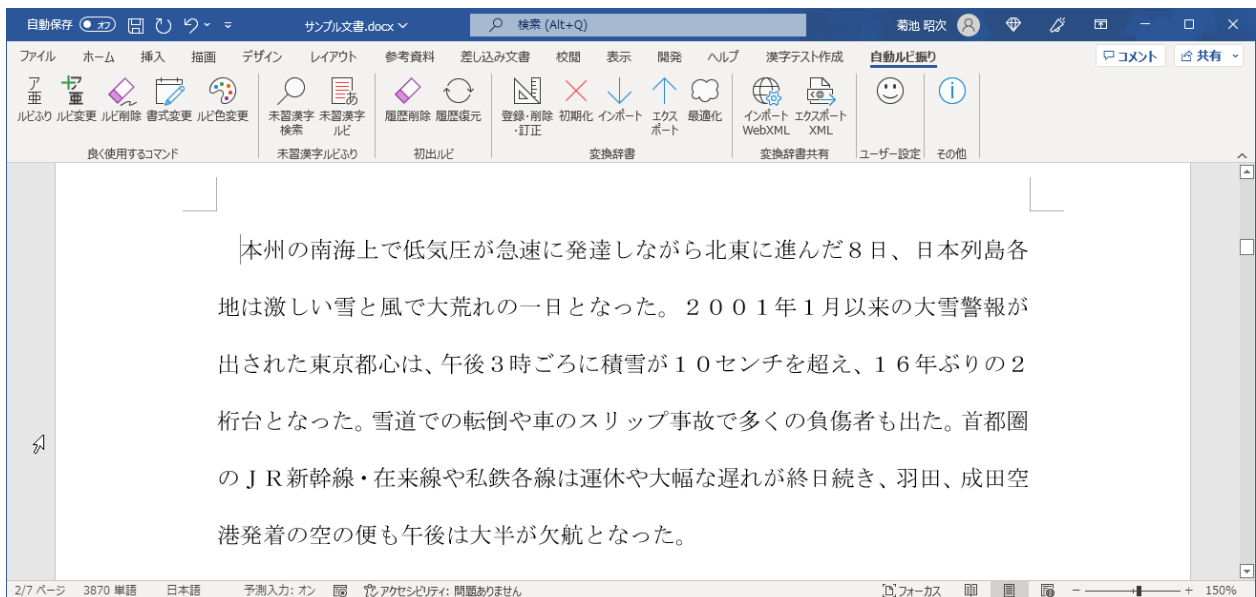 自動保存 オフ サンプル文書.docx 検索 (Alt+Q) 菊池 昭次
ファイル ホーム 挿入 描画 デザイン レイアウト 参考資料 差し込み文書 校閲 表示 開発 ヘルプ 漢字テスト作成 自動ルビ振り コメント 共有
ア亜 ルビふり ア亜 ルビ変更 ルビ削除 書式変更 ルビ色変更 未習漢字検索 あ 未習漢字ルビ 履歴削除 履歴復元 登録・削除・訂正 初期化 インポート エクスポート 最適化 インポート WebXML エクスポート XML
良く使用するコマンド 未習漢字ルビふり 初出ルビ 変換辞書 変換辞書共有 ユーザー設定 その他
本州の南海上で低気圧が急速に発達しながら北東に進んだ８日、日本列島各
地は激しい雪と風で大荒れの一日となった。２００１年１月以来の大雪警報が
出された東京都心は、午後３時ごろに積雪が１０センチを超え、１６年ぶりの２
桁台となった。雪道での転倒や車のスリップ事故で多くの負傷者も出た。首都圏
のＪＲ新幹線・在来線や私鉄各線は運休や大幅な遅れが終日続き、羽田、成田空
港発着の空の便も午後は大半が欠航となった。
2/7 ページ 3870 単語 日本語 予測入力: オン アクセシビリティ: 問題ありません フォーカス 150%